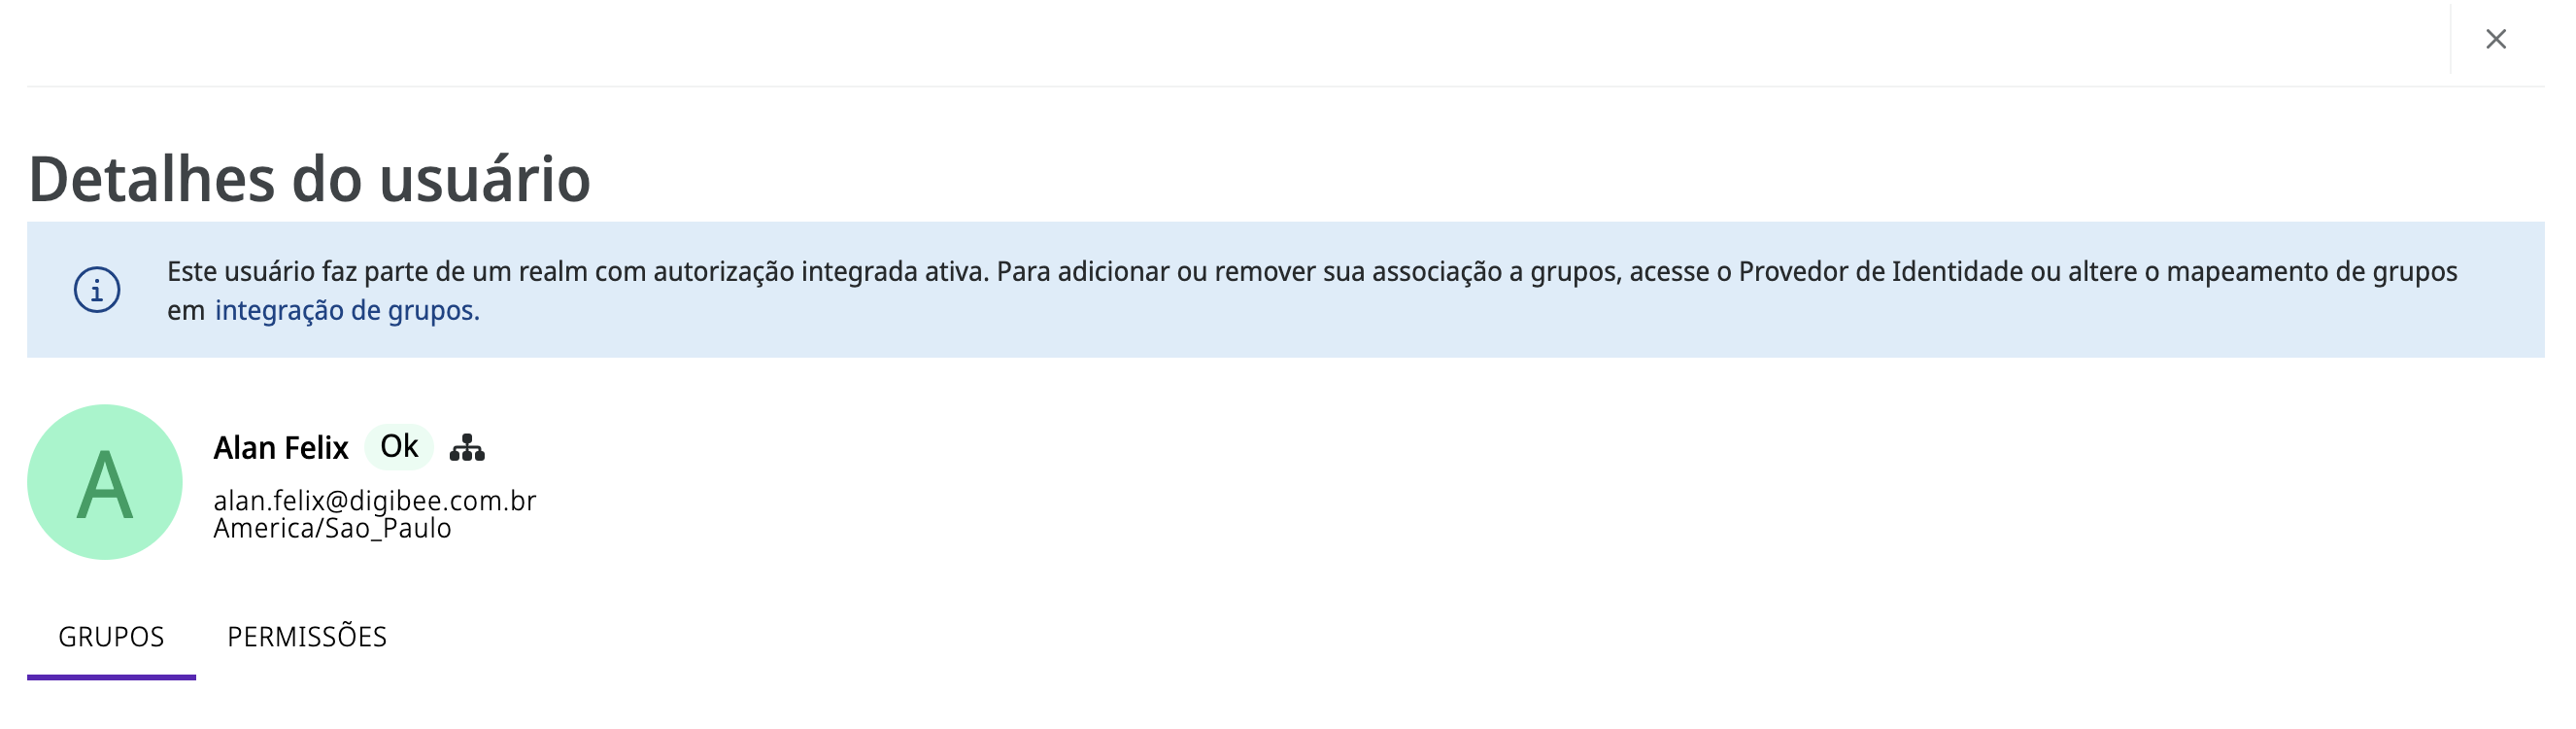 Detalhes do usuário
Este usuário faz parte de um realm com autorização integrada ativa. Para adicionar ou remover sua associação a grupos, acesse o Provedor de Identidade ou altere o mapeamento de grupos
em integração de grupos.
A
Alan Felix Ok
alan.felix@digibee.com.br
America/Sao_Paulo
GRUPOS PERMISSÕES